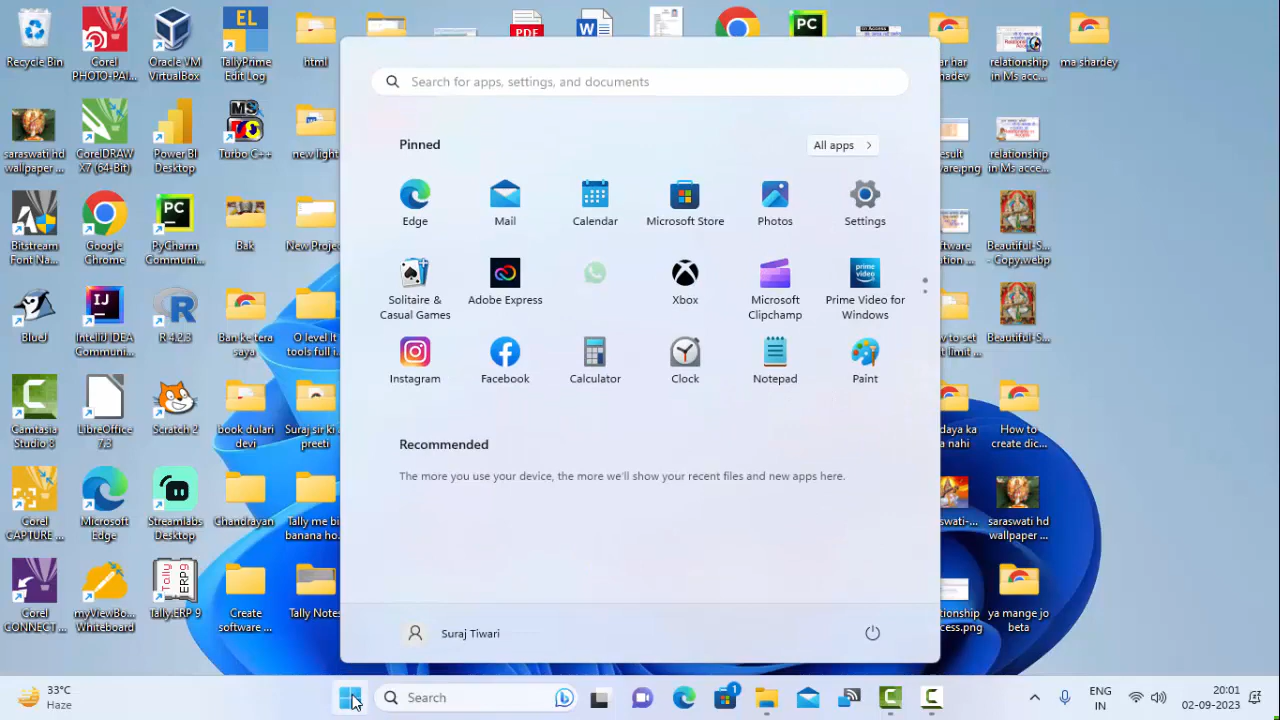 Recycle Bin
Corel PHOTO-PAI...
Oracle VM VirtualBox
TallyPrime Edit Log
html
PDF
W
PC
relationship in Ms acce...
ma shardey
Search for apps, settings, and documents
Pinned
All apps
Edge
Mail
Calendar
Microsoft Store
Photos
Settings
Solitaire & Casual Games
Adobe Express
Xbox
Microsoft Clipchamp
prime video
Prime Video for Windows
Instagram
Facebook
Calculator
Clock
Notepad
Paint
Recommended
The more you use your device, the more we'll show your recent files and new apps here.
Suraj Tiwari
saraswati hd wallpaper ...
CorelDRAW X7 (64-Bit)
Power BI Desktop
Turbo C++
new light
relationship in Ms acce...
Bitstream Font Na...
Google Chrome
PyCharm Communi...
Bak
New Proje
Beautiful-S... - Copy.webp
BlueJ
IntelliJ IDEA Communi...
R 4.2.3
Ban ke tera saya
O level It tools full i...
Beautiful-S...
Camtasia Studio 8
LibreOffice 7.3
Scratch 2
book dulari devi
Suraj sir ki ... preeti
How to create dic...
Corel CAPTURE ...
Microsoft Edge
Streamlabs Desktop
Chandrayan
Tally me bi banana ho...
saraswati hd wallpaper ...
Corel CONNECT ...
myViewBo... Whiteboard
Tally.ERP 9
Create software ...
Tally Notes
ya mange jo beta
33°C
Haze
Search
1
ENG
IN
20:01
02-09-2023